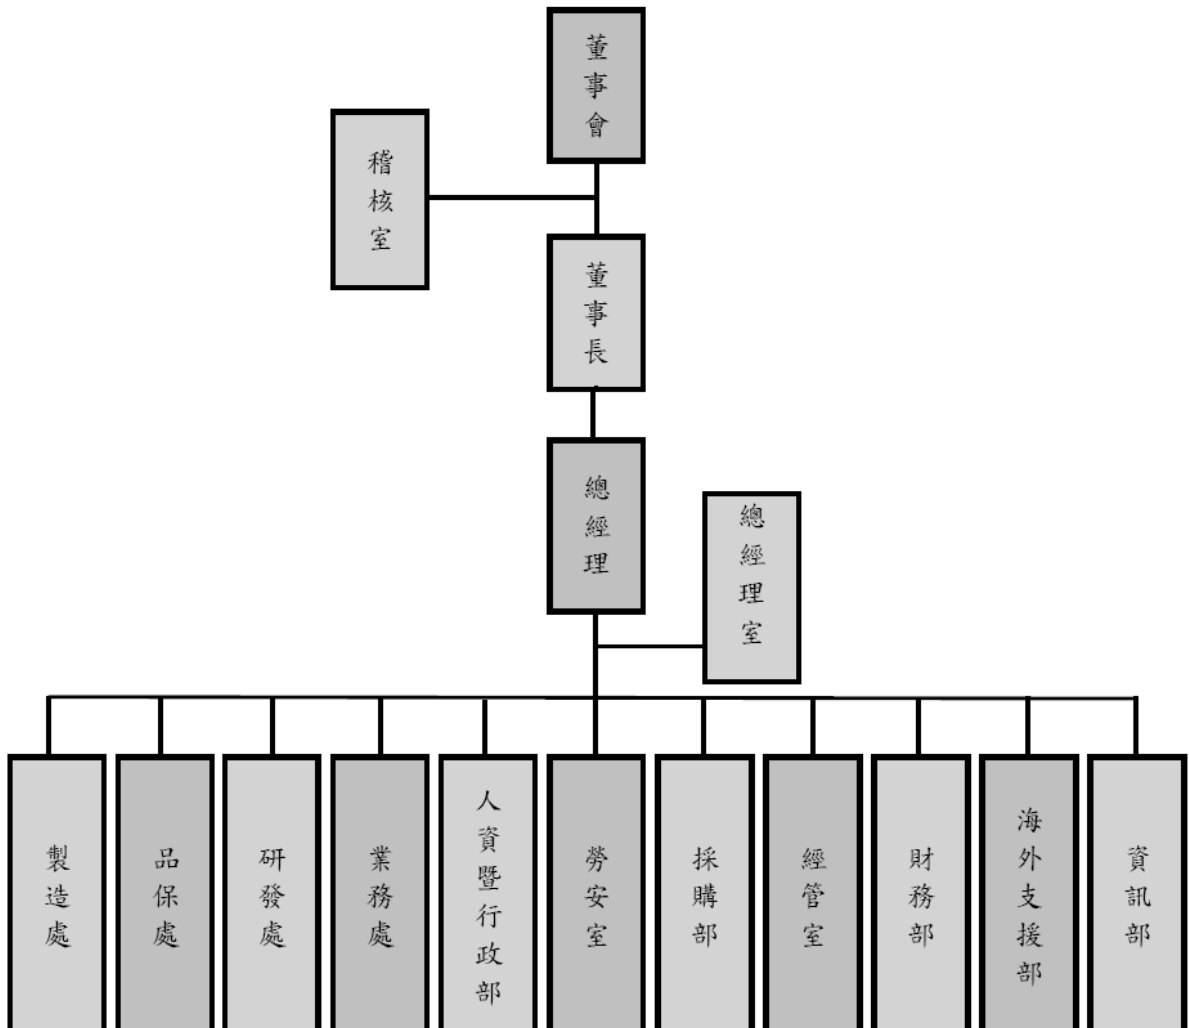 董事會
稽核室
董事長
總經理
總經理室
製造處
品保處
研發處
業務處
人資暨行政部
勞安室
採購部
經管室
財務部
海外支援部
資訊部